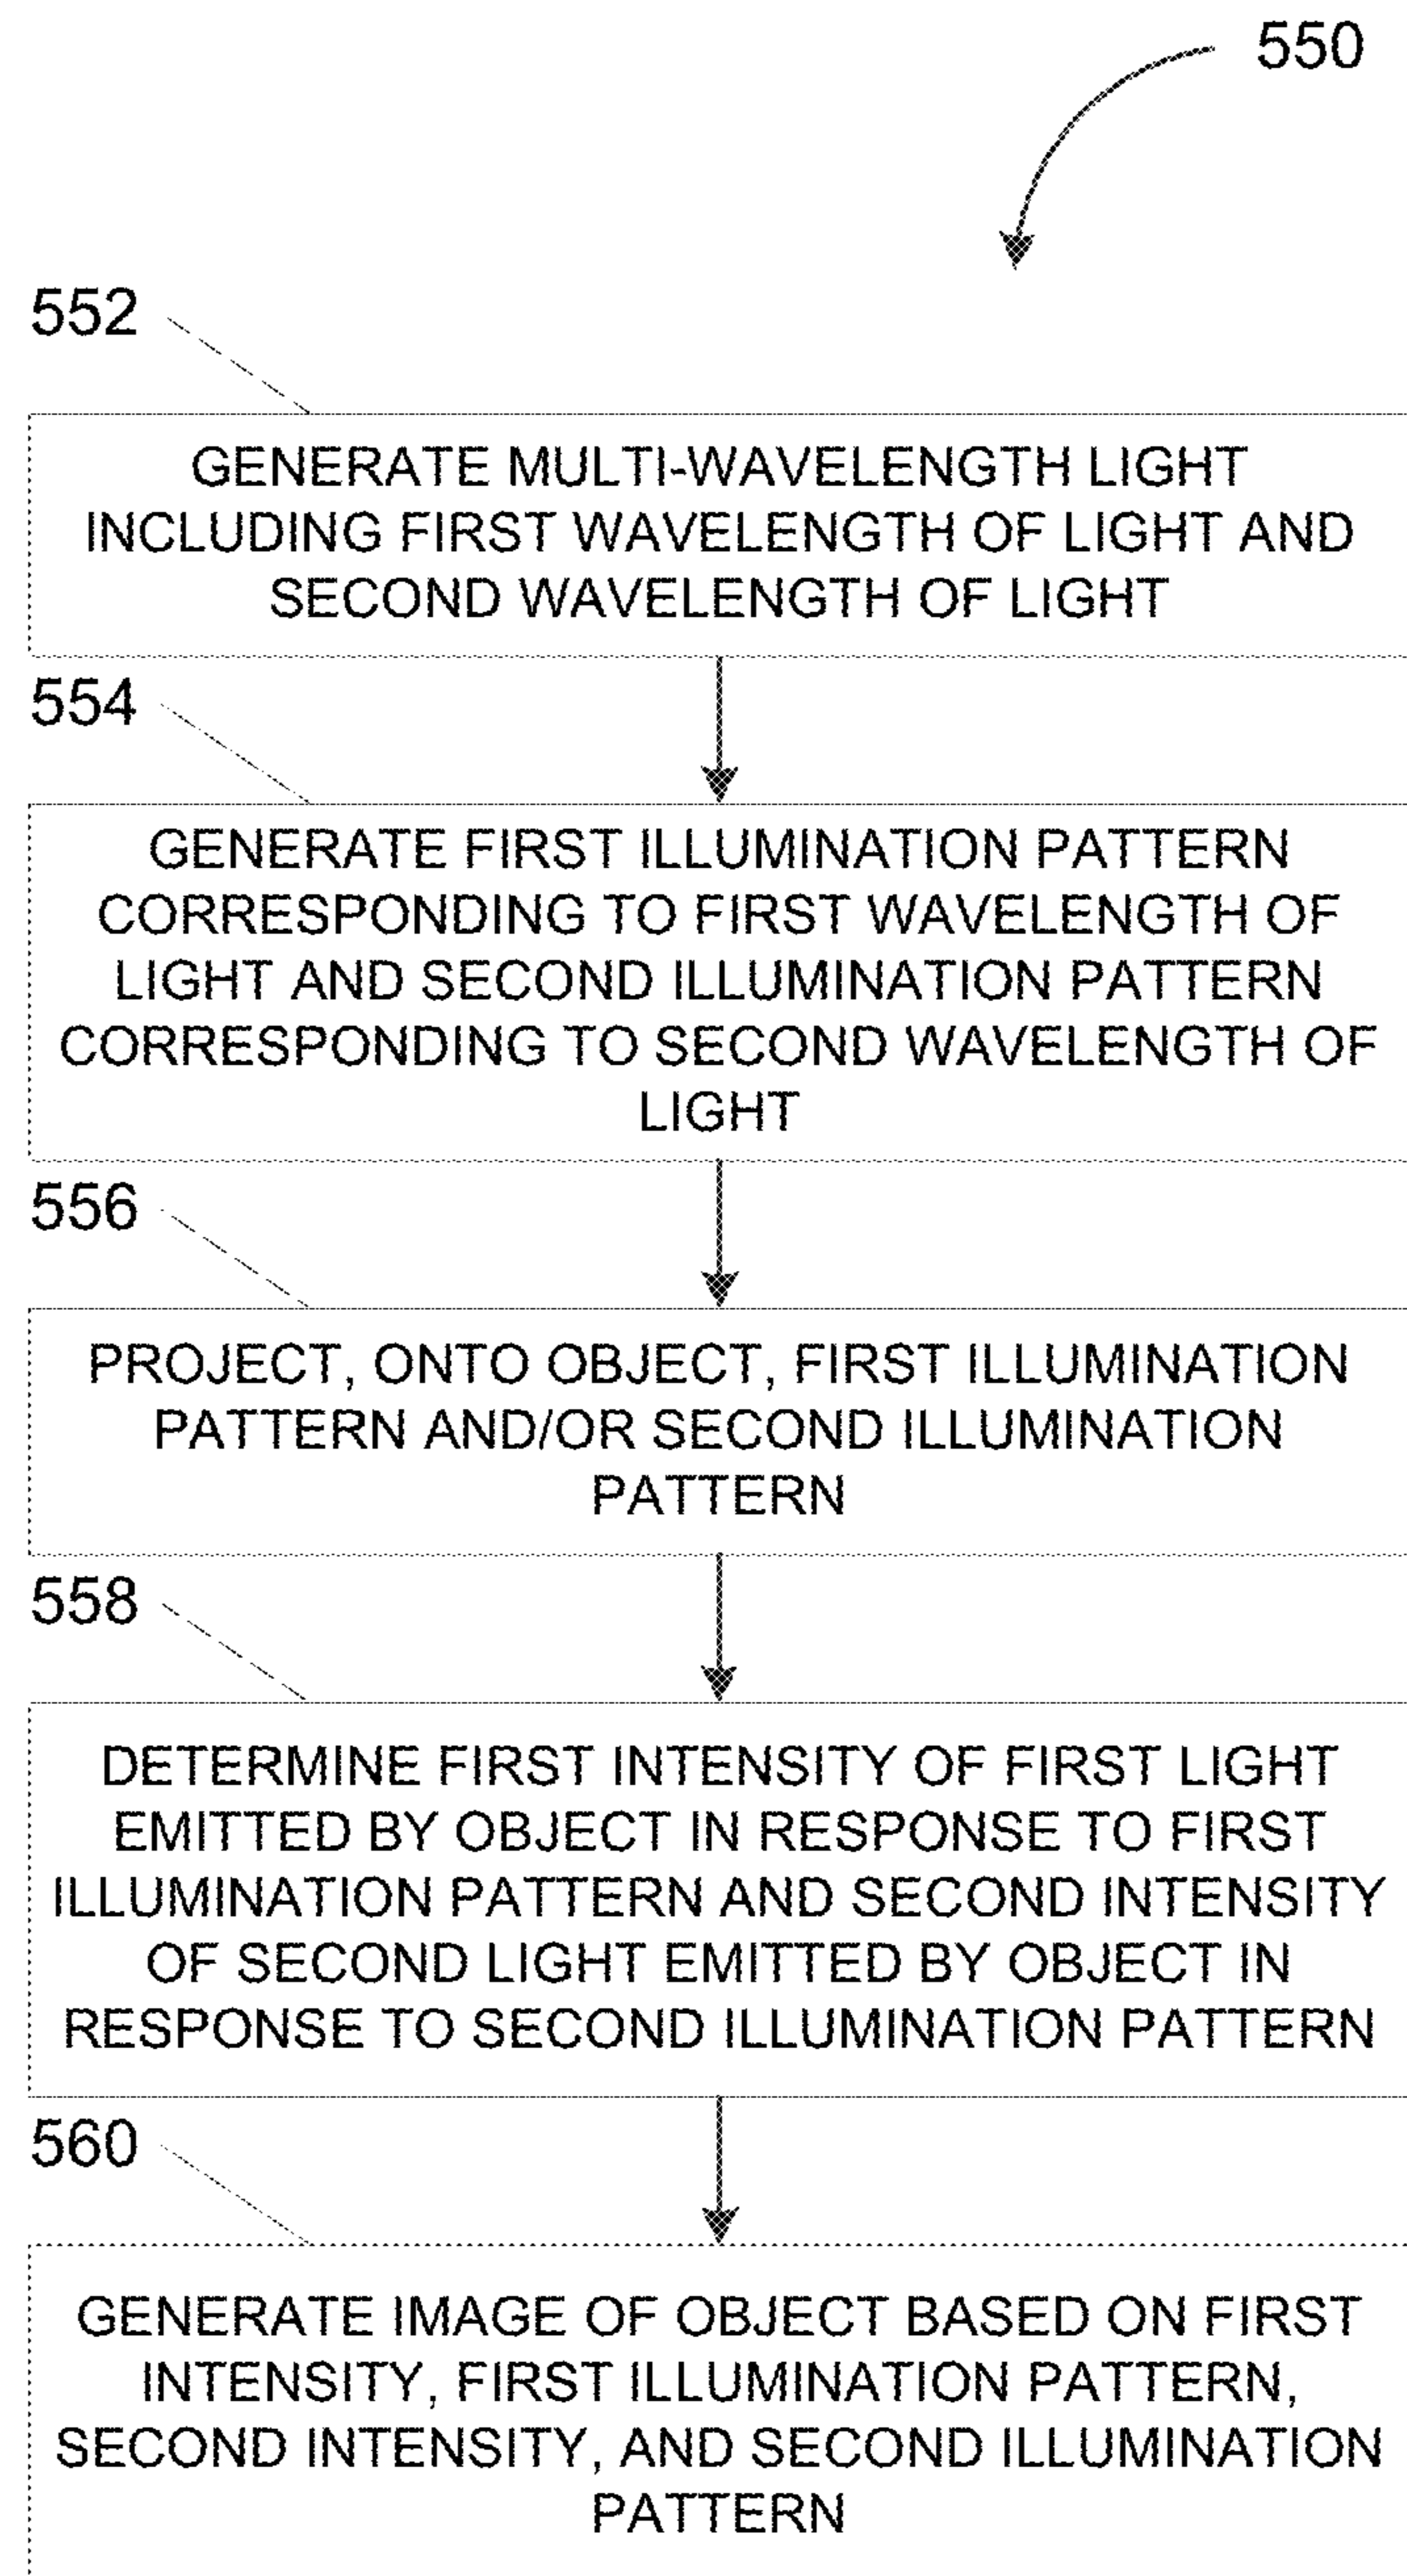 550
552
GENERATE MULTI-WAVELENGTH LIGHT
INCLUDING FIRST WAVELENGTH OF LIGHT AND
SECOND WAVELENGTH OF LIGHT
554
GENERATE FIRST ILLUMINATION PATTERN
CORRESPONDING TO FIRST WAVELENGTH OF
LIGHT AND SECOND ILLUMINATION PATTERN
CORRESPONDING TO SECOND WAVELENGTH OF
LIGHT
556
PROJECT, ONTO OBJECT, FIRST ILLUMINATION
PATTERN AND/OR SECOND ILLUMINATION
PATTERN
558
DETERMINE FIRST INTENSITY OF FIRST LIGHT
EMITTED BY OBJECT IN RESPONSE TO FIRST
ILLUMINATION PATTERN AND SECOND INTENSITY
OF SECOND LIGHT EMITTED BY OBJECT IN
RESPONSE TO SECOND ILLUMINATION PATTERN
560
GENERATE IMAGE OF OBJECT BASED ON FIRST
INTENSITY, FIRST ILLUMINATION PATTERN,
SECOND INTENSITY, AND SECOND ILLUMINATION
PATTERN